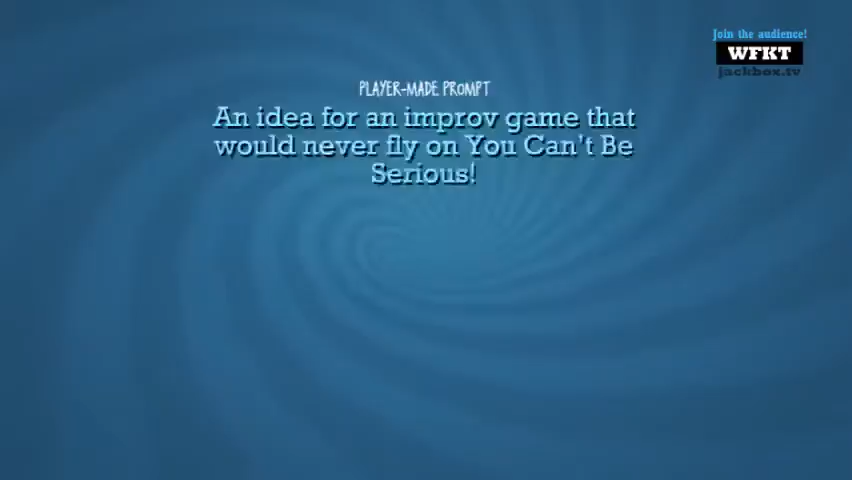 Join the audience!
WFKT
jackbox.tv
PLAYER-MADE PROMPT
An idea for an improv game that
would never fly on You Can't Be
Serious!